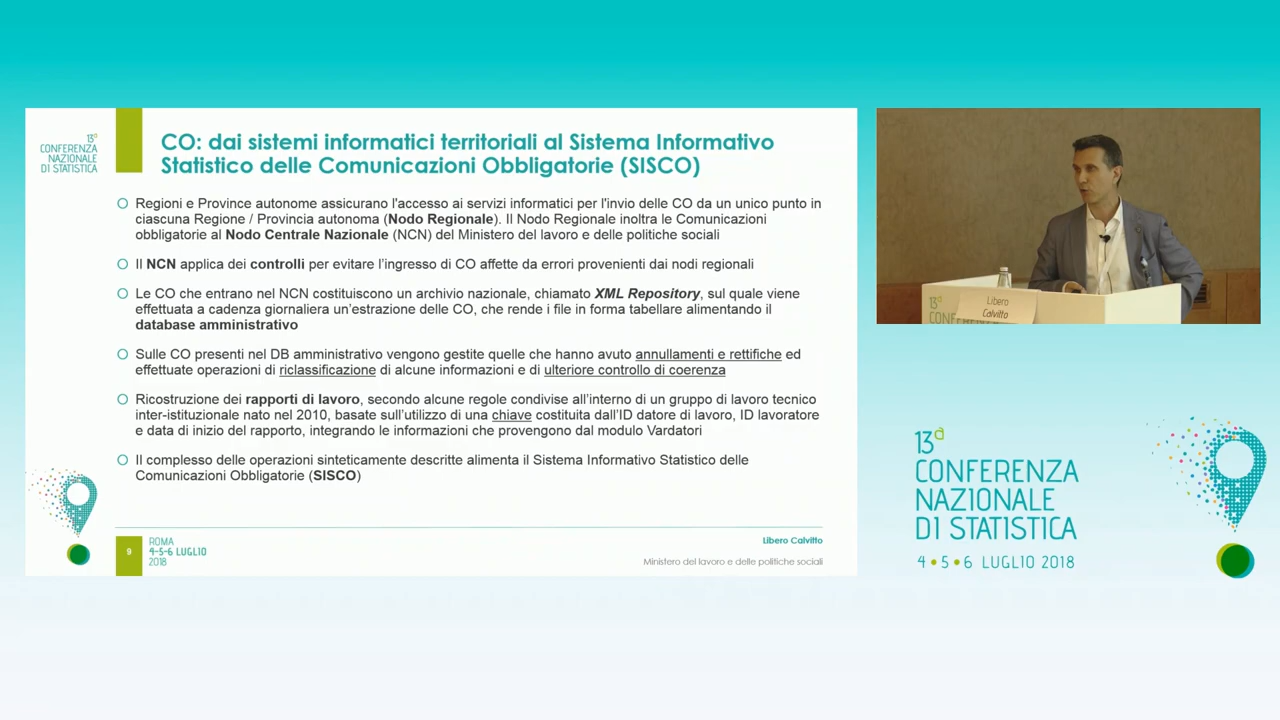 13ª
CONFERENZA
NAZIONALE
DI STATISTICA
CO: dai sistemi informatici territoriali al Sistema Informativo
Statistico delle Comunicazioni Obbligatorie (SISCO)
Regioni e Province autonome assicurano l'accesso ai servizi informatici per l'invio delle CO da un unico punto in
ciascuna Regione / Provincia autonoma (Nodo Regionale). Il Nodo Regionale inoltra le Comunicazioni
obbligatorie al Nodo Centrale Nazionale (NCN) del Ministero del lavoro e delle politiche sociali
Il NCN applica dei controlli per evitare l’ingresso di CO affette da errori provenienti dai nodi regionali
Le CO che entrano nel NCN costituiscono un archivio nazionale, chiamato XML Repository, sul quale viene
effettuata a cadenza giornaliera un’estrazione delle CO, che rende i file in forma tabellare alimentando il
database amministrativo
Sulle CO presenti nel DB amministrativo vengono gestite quelle che hanno avuto annullamenti e rettifiche ed
effettuate operazioni di riclassificazione di alcune informazioni e di ulteriore controllo di coerenza
Ricostruzione dei rapporti di lavoro, secondo alcune regole condivise all’interno di un gruppo di lavoro tecnico
inter-istituzionale nato nel 2010, basate sull’utilizzo di una chiave costituita dall’ID datore di lavoro, ID lavoratore
e data di inizio del rapporto, integrando le informazioni che provengono dal modulo Vardatori
Il complesso delle operazioni sinteticamente descritte alimenta il Sistema Informativo Statistico delle
Comunicazioni Obbligatorie (SISCO)
9
ROMA
4-5-6 LUGLIO
2018
Libero Calvitto
Ministero del lavoro e delle politiche sociali
13ª
CONFERENZA
Libero
Calvitto
13ª
CONFERENZA
NAZIONALE
DI STATISTICA
4 • 5 • 6 LUGLIO 2018